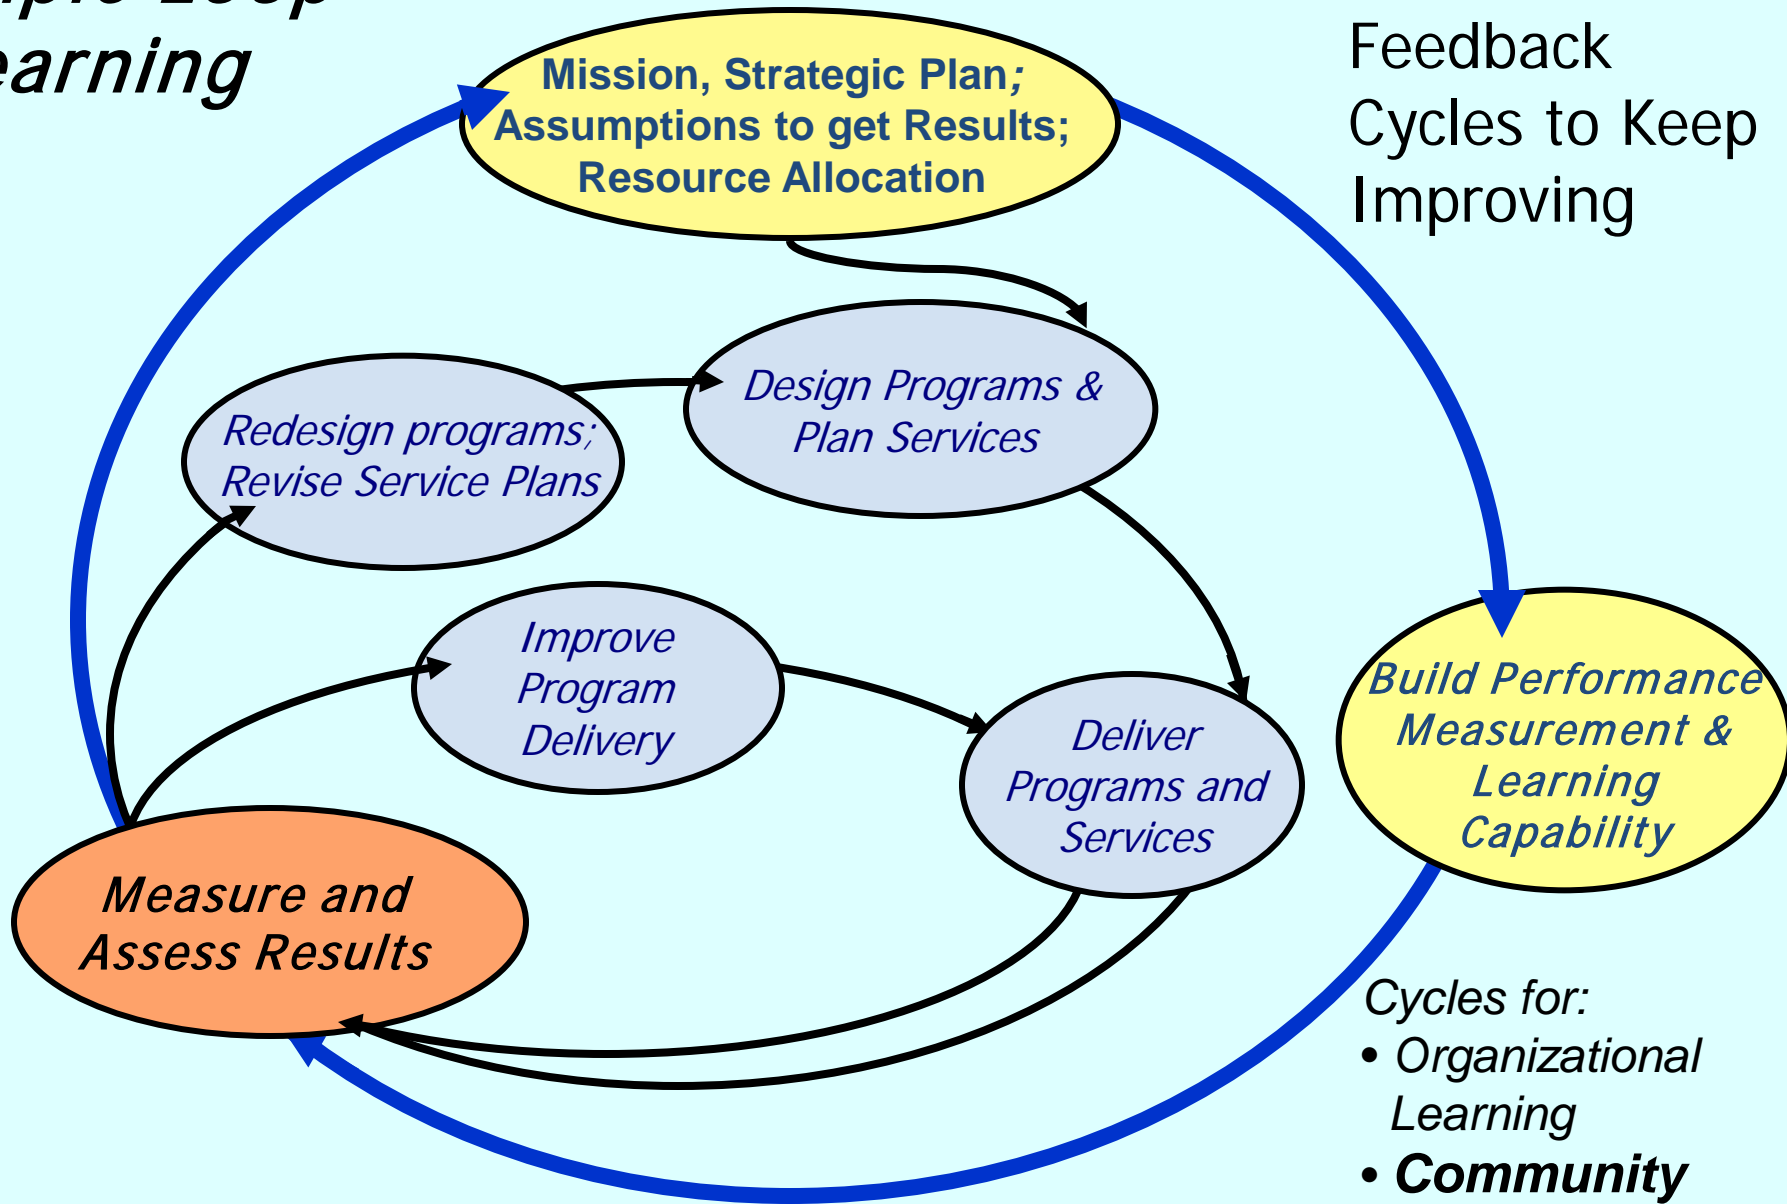 Feedback
Cycles to Keep
Improving
Mission, Strategic Plan;
Assumptions to get Results;
Resource Allocation
Design Programs &
Plan Services
Redesign programs;
Revise Service Plans
Improve
Program
Delivery
Deliver
Programs and
Services
Build Performance
Measurement &
Learning
Capability
Measure and
Assess Results
Cycles for:
• Organizational
Learning
• Community